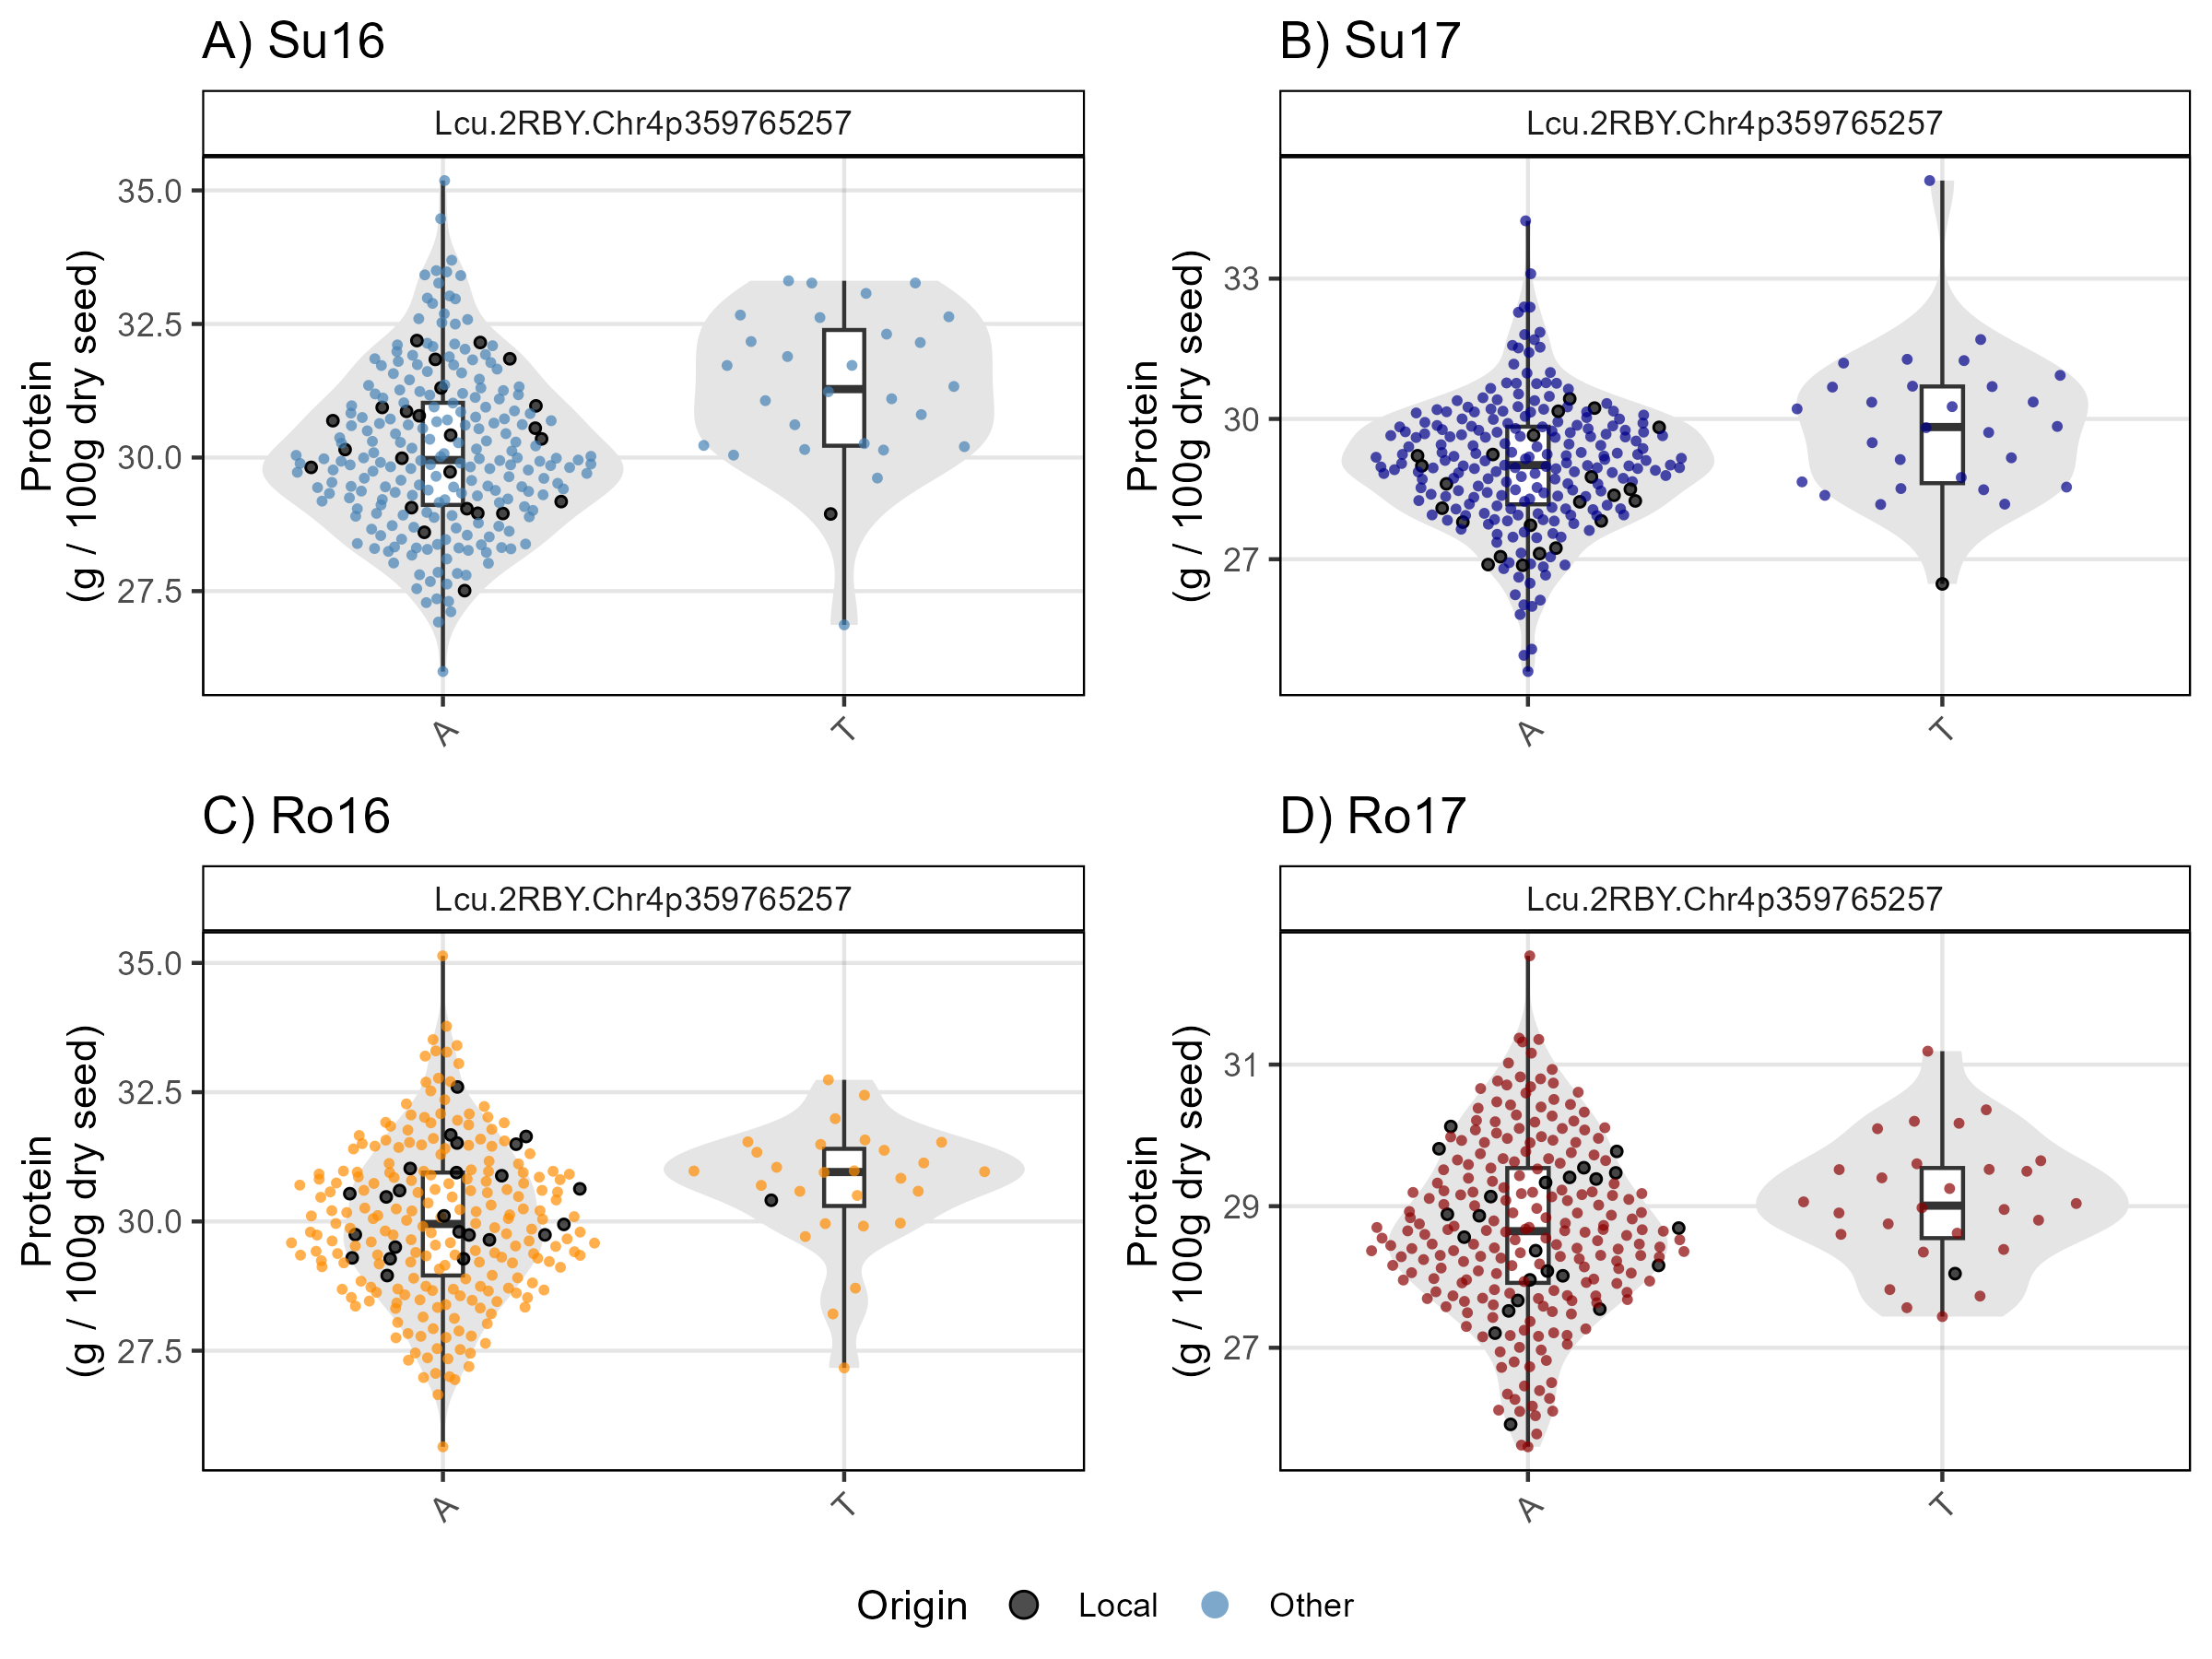 A) Su16
Lcu.2RBY.Chr4p359765257
Protein
(g / 100g dry seed)
35.0
32.5
30.0
27.5
A
T
B) Su17
Lcu.2RBY.Chr4p359765257
Protein
(g / 100g dry seed)
33
30
27
A
T
C) Ro16
Lcu.2RBY.Chr4p359765257
Protein
(g / 100g dry seed)
35.0
32.5
30.0
27.5
A
T
D) Ro17
Lcu.2RBY.Chr4p359765257
Protein
(g / 100g dry seed)
31
29
27
A
T
Origin Local Other